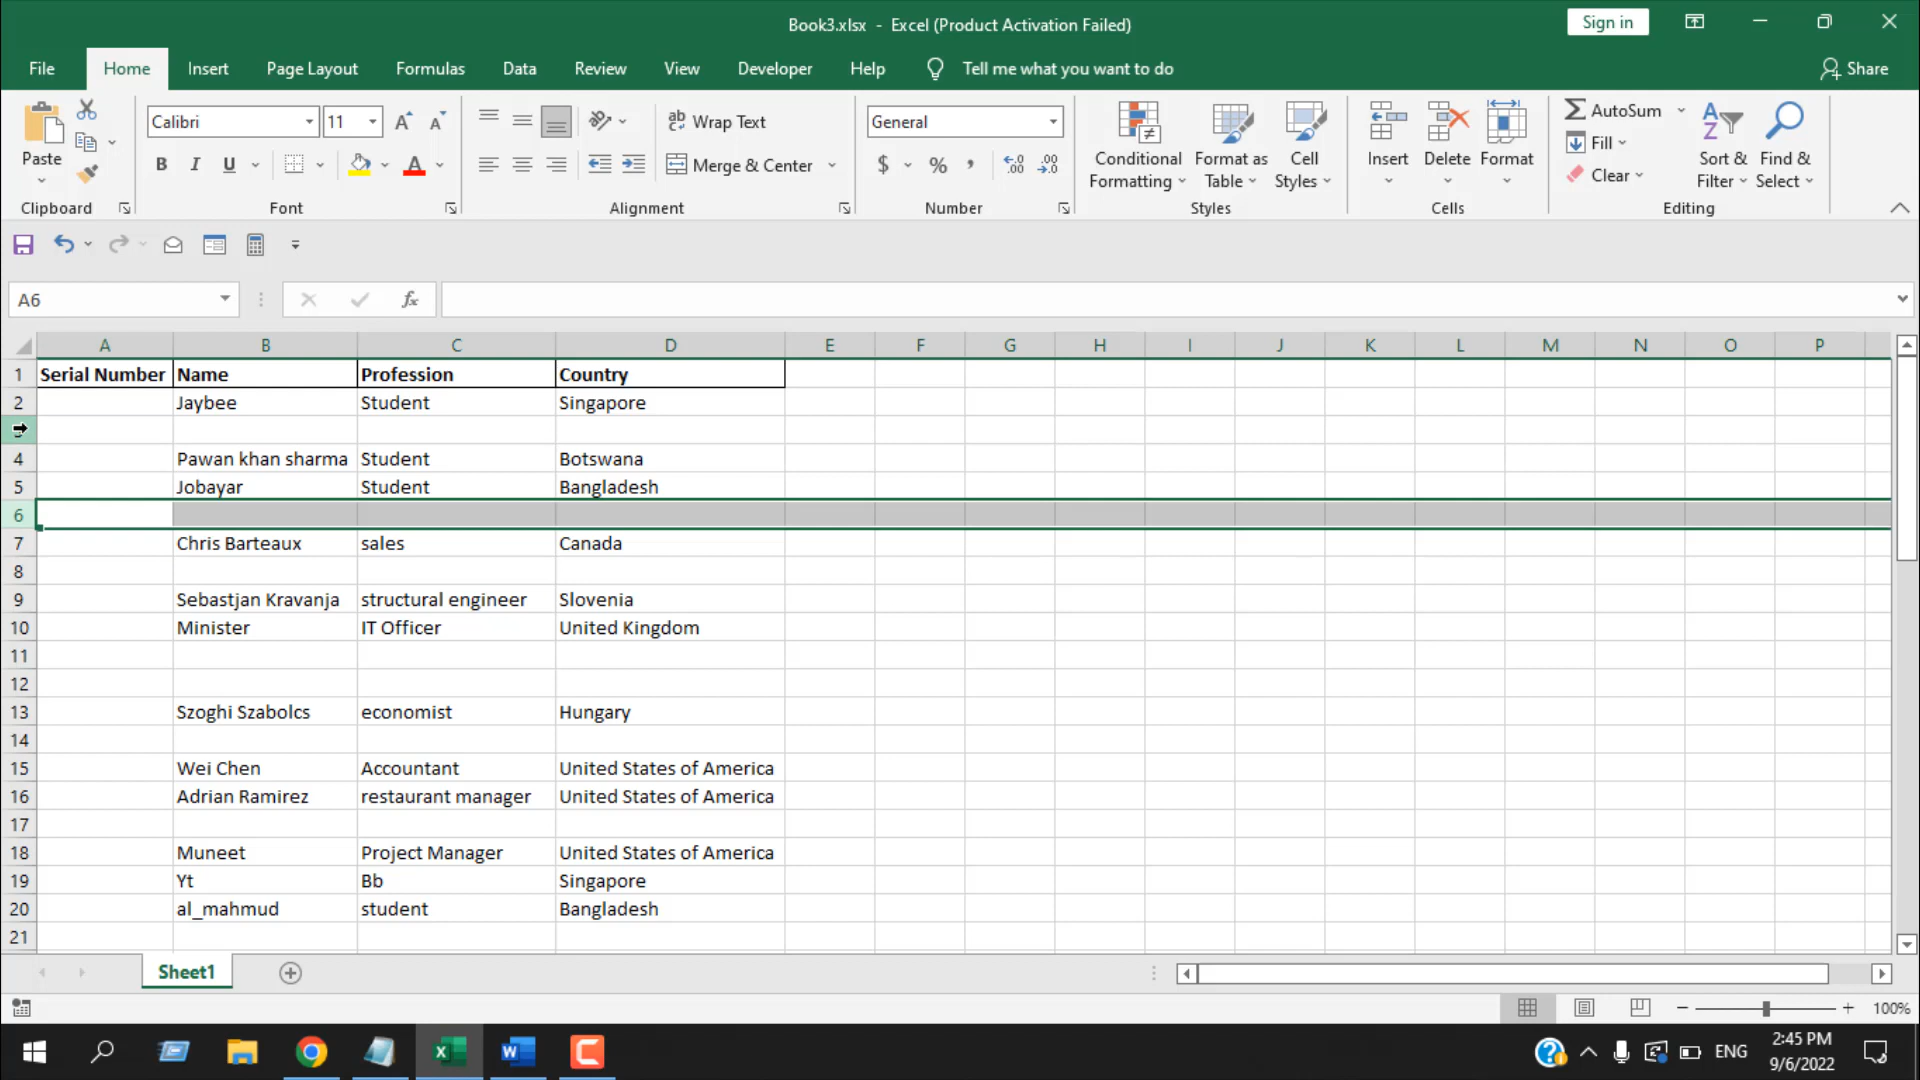 Book3.xlsx - Excel (Product Activation Failed)
Sign in
File Home Insert Page Layout Formulas Data Review View Developer Help Tell me what you want to do Share
Paste
Clipboard
Calibri 11
B I U A
Font
Wrap Text
Merge & Center
Alignment
General
$ % ,
Number
Conditional Formatting
Format as Table
Cell Styles
Styles
Insert Delete Format
Cells
AutoSum
Fill
Clear
Sort & Filter
Find & Select
Editing
A6 fx
A B C D E F G H I J K L M N O P
1 Serial Number Name Profession Country
2 Jaybee Student Singapore
4 Pawan khan sharma Student Botswana
5 Jobayar Student Bangladesh
6
7 Chris Barteaux sales Canada
8
9 Sebastjan Kravanja structural engineer Slovenia
10 Minister IT Officer United Kingdom
11
12
13 Szoghi Szabolcs economist Hungary
14
15 Wei Chen Accountant United States of America
16 Adrian Ramirez restaurant manager United States of America
17
18 Muneet Project Manager United States of America
19 Yt Bb Singapore
20 al_mahmud student Bangladesh
21
Sheet1
100%
ENG
2:45 PM
9/6/2022